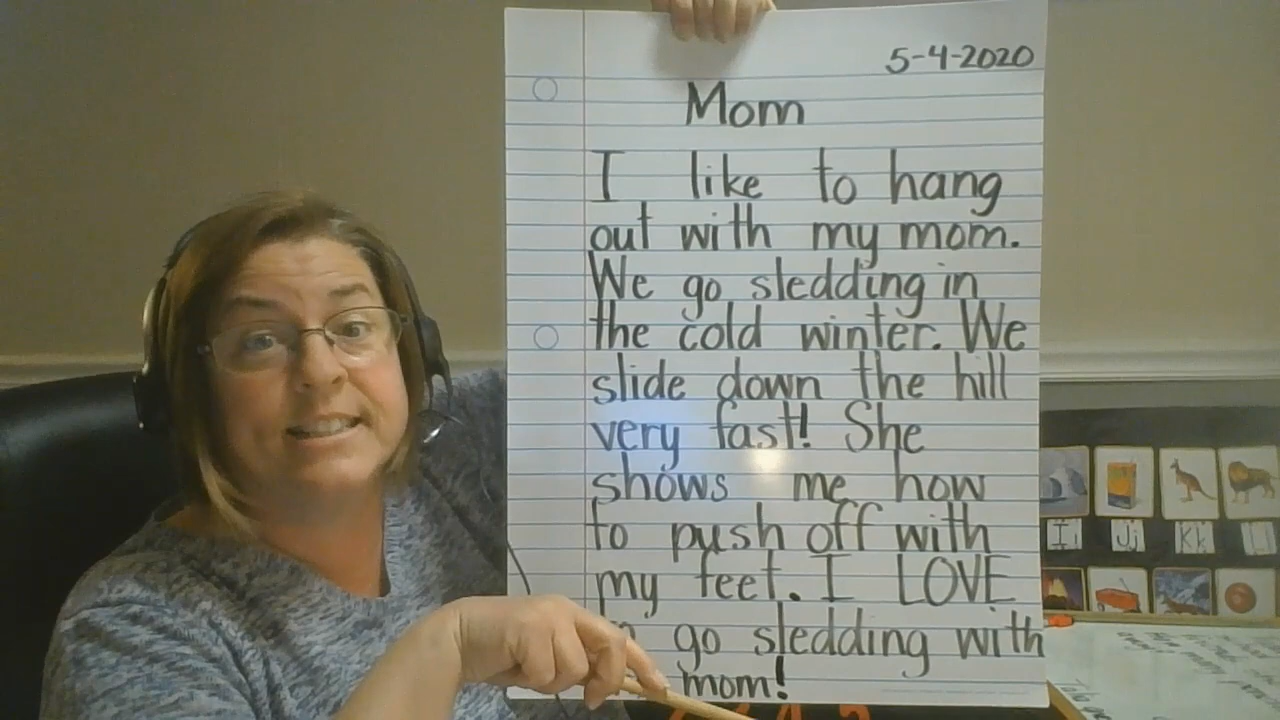 5-4-2020
Mom
I like to hang
out with my mom.
We go sledding in
the cold winter. We
slide down the hill
very fast! She
shows me how
to push off with
my feet. I LOVE
go sledding with
mom!
Ii Jj Kk Ll